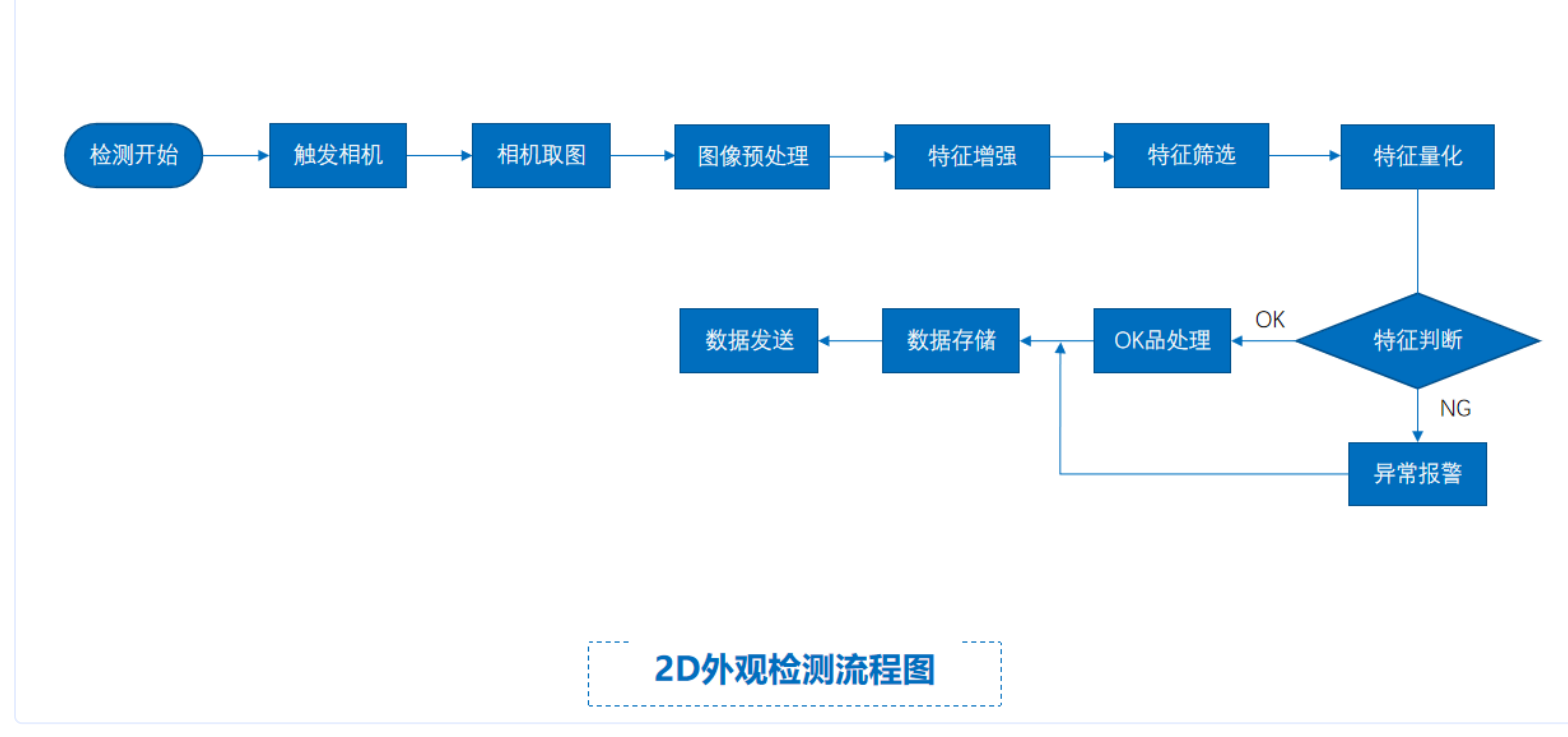 检测开始
触发相机
相机取图
图像预处理
特征增强
特征筛选
特征量化
特征判断
OK
OK品处理
数据存储
数据发送
NG
异常报警
2D外观检测流程图